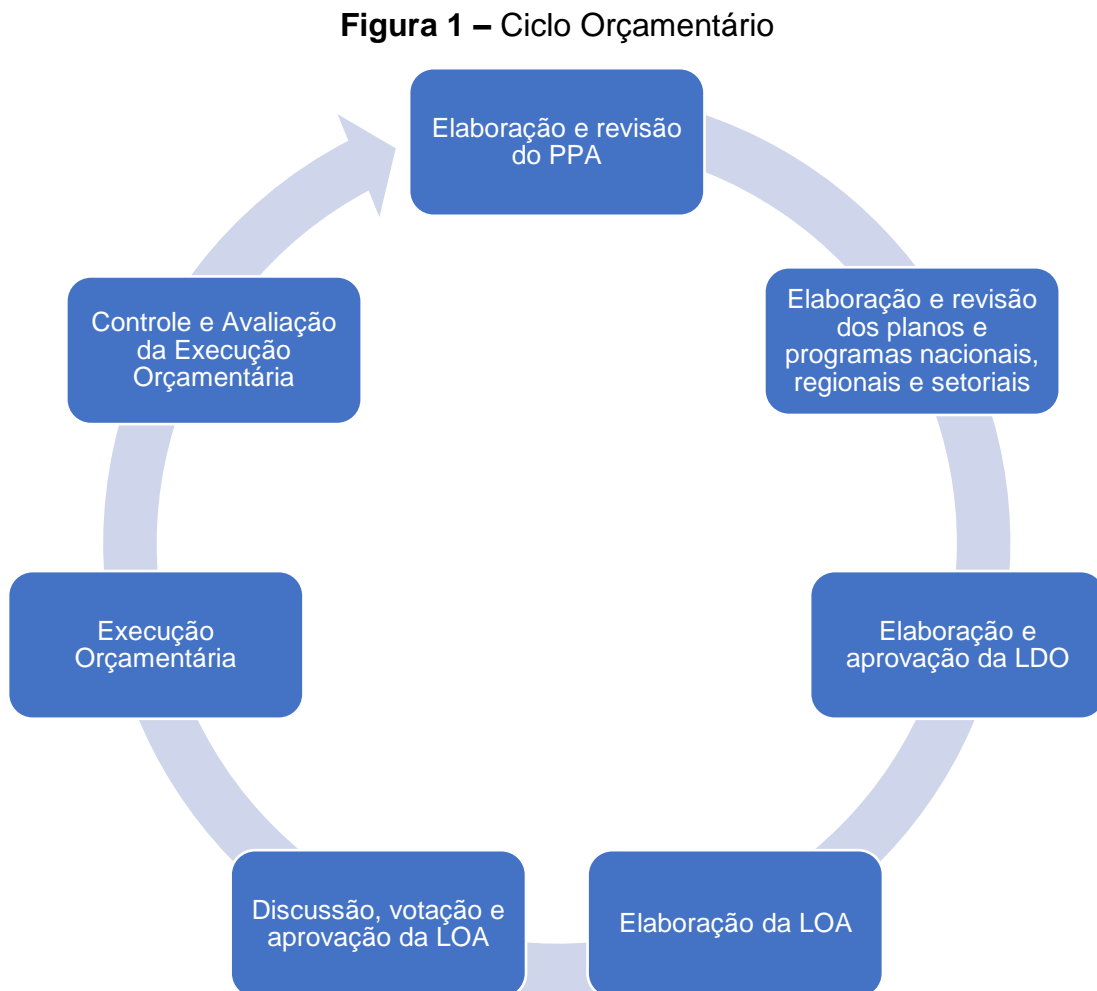 Figura 1 – Ciclo Orçamentário
Elaboração e revisão
do PPA
Elaboração e revisão
dos planos e
programas nacionais,
regionais e setoriais
Elaboração e
aprovação da LDO
Elaboração da LOA
Discussão, votação e
aprovação da LOA
Execução
Orçamentária
Controle e Avaliação
da Execução
Orçamentária